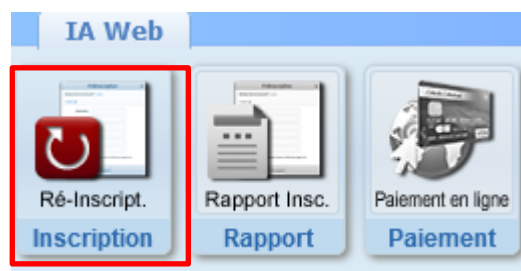 IA Web
Ré-Inscript. Rapport Insc. Paiement en ligne
Inscription Rapport Paiement